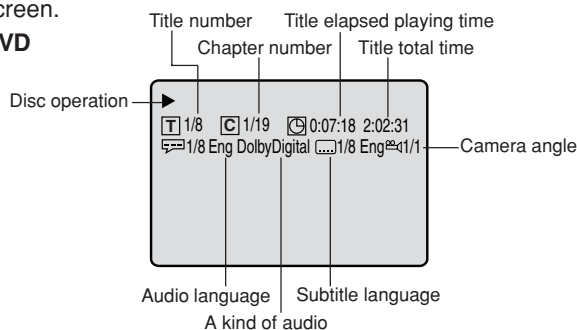 creen.
VD
Title number Title elapsed playing time
Chapter number Title total time
Disc operation
T 1/8 C 1/19 0:07:18 2:02:31
1/8 Eng DolbyDigital 1/8 Eng 1/1
Camera angle
Audio language Subtitle language
A kind of audio